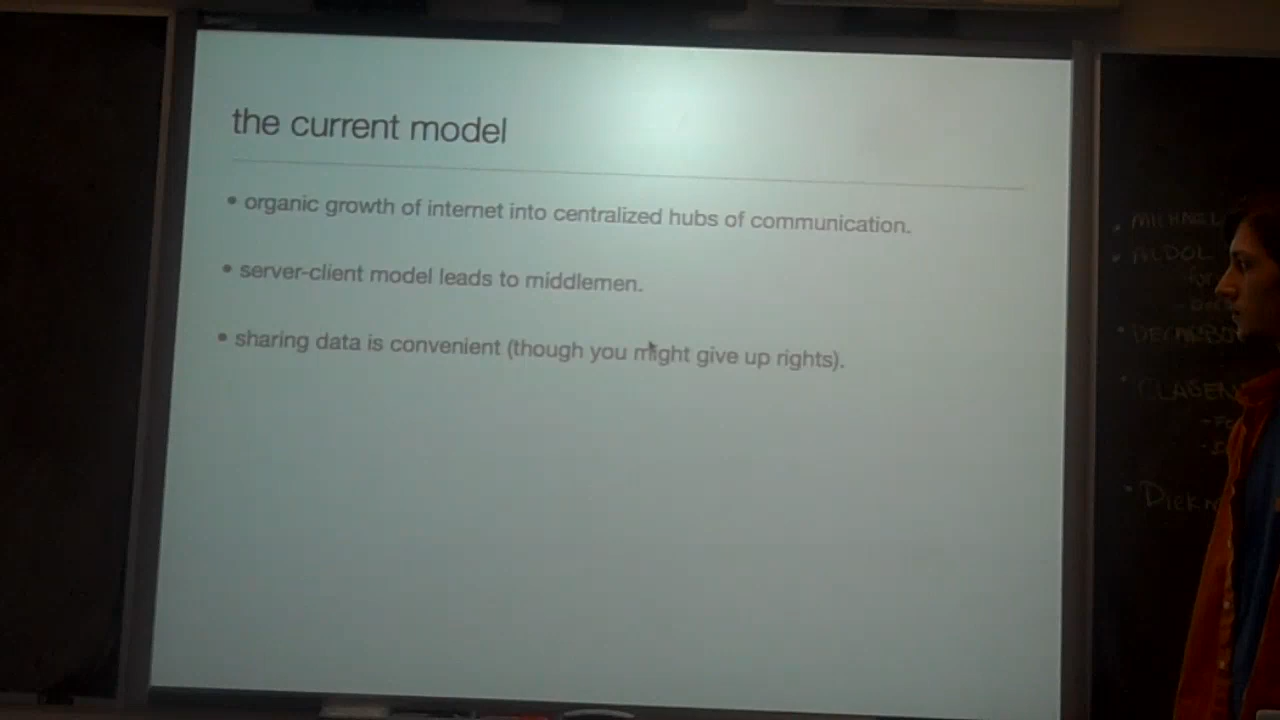 the current model
• organic growth of internet into centralized hubs of communication.
• server-client model leads to middlemen.
• sharing data is convenient (though you might give up rights).
MICHAEL